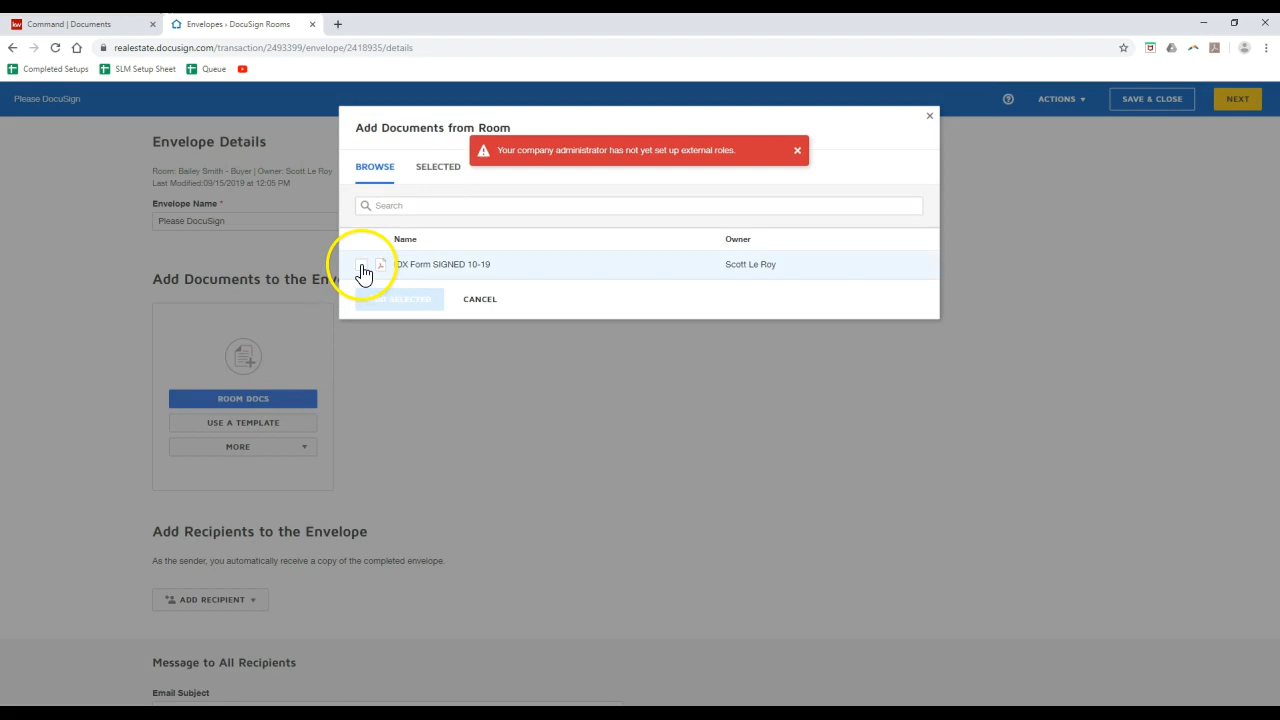 Command | Documents
Envelopes › DocuSign Rooms
realestate.docusign.com/transaction/2493399/envelope/2418935/details
Completed Setups
SLM Setup Sheet
Queue
Please DocuSign
ACTIONS
SAVE & CLOSE
NEXT
Add Documents from Room
Your company administrator has not yet set up external roles.
BROWSE
SELECTED
Search
Name
Owner
DX Form SIGNED 10-19
Scott Le Roy
SELECTED
CANCEL
Envelope Details
Room: Bailey Smith - Buyer | Owner: Scott Le Roy
Last Modified:09/15/2019 at 12:05 PM
Envelope Name *
Please DocuSign
Add Documents to the Env
ROOM DOCS
USE A TEMPLATE
MORE
Add Recipients to the Envelope
As the sender, you automatically receive a copy of the completed envelope.
ADD RECIPIENT
Message to All Recipients
Email Subject